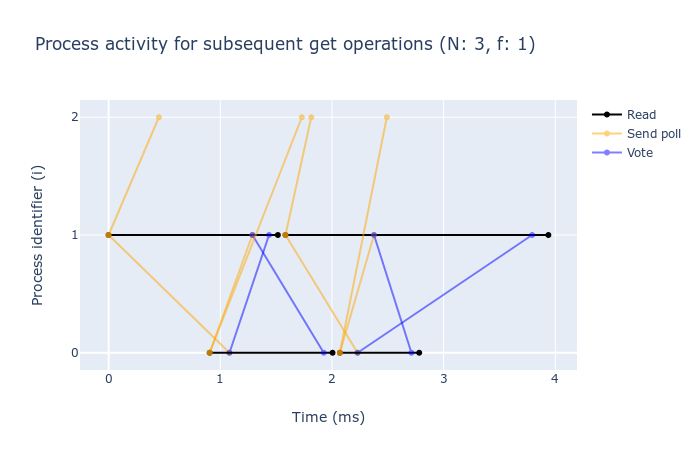 Process activity for subsequent get operations (N: 3, f: 1)
Read
Send poll
Vote
Process identifier (i)
2
1
0
0 1 2 3 4
Time (ms)